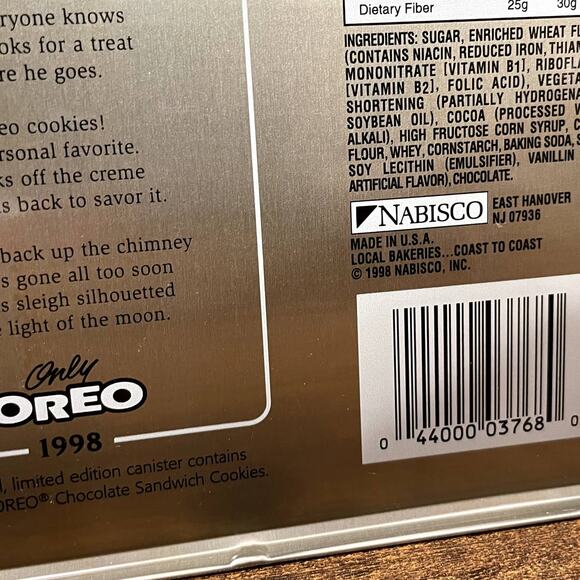 ryone knows
oks for a treat
re he goes.
eo cookies!
ersonal favorite.
ks off the creme
s back to savor it.
back up the chimney
s gone all too soon
s sleigh silhouetted
light of the moon.
Only
OREO
1998
, limited edition canister contains
OREO® Chocolate Sandwich Cookies.
Dietary Fiber 25g 30g
INGREDIENTS: SUGAR, ENRICHED WHEAT FL
(CONTAINS NIACIN, REDUCED IRON, THIAM
MONONITRATE [VITAMIN B1], RIBOFLA
[VITAMIN B2], FOLIC ACID), VEGETA
SHORTENING (PARTIALLY HYDROGENA
SOYBEAN OIL), COCOA (PROCESSED W
ALKALI), HIGH FRUCTOSE CORN SYRUP, C
FLOUR, WHEY, CORNSTARCH, BAKING SODA, S
SOY LECITHIN (EMULSIFIER), VANILLIN
ARTIFICIAL FLAVOR), CHOCOLATE.
NABISCO EAST HANOVER
NJ 07936
MADE IN U.S.A.
LOCAL BAKERIES...COAST TO COAST
© 1998 NABISCO, INC.
0 44000 03768 0